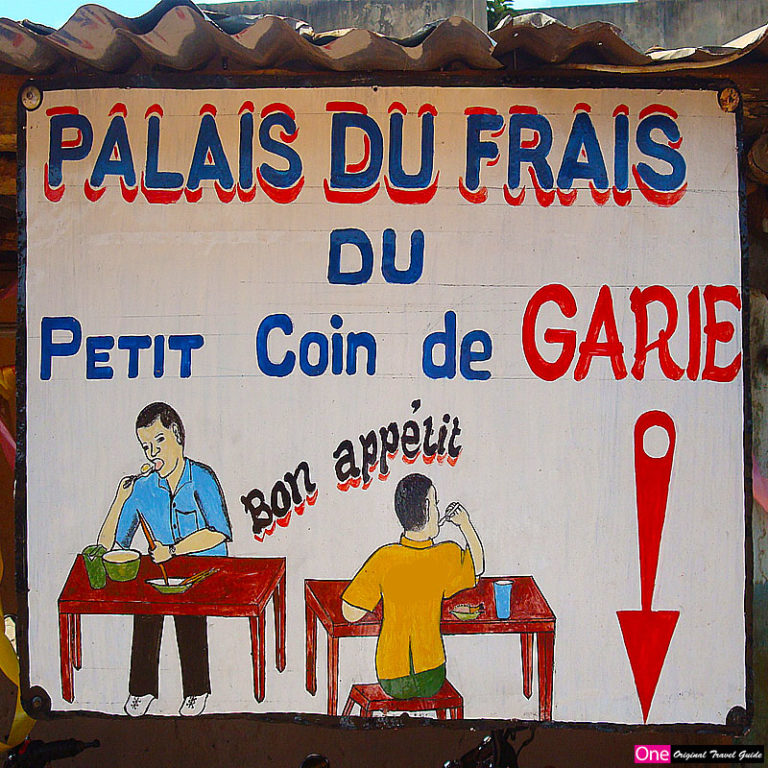 PALAIS DU FRAIS
DU
PETIT COIN de GARIE
Bon appétit
One Original Travel Guide